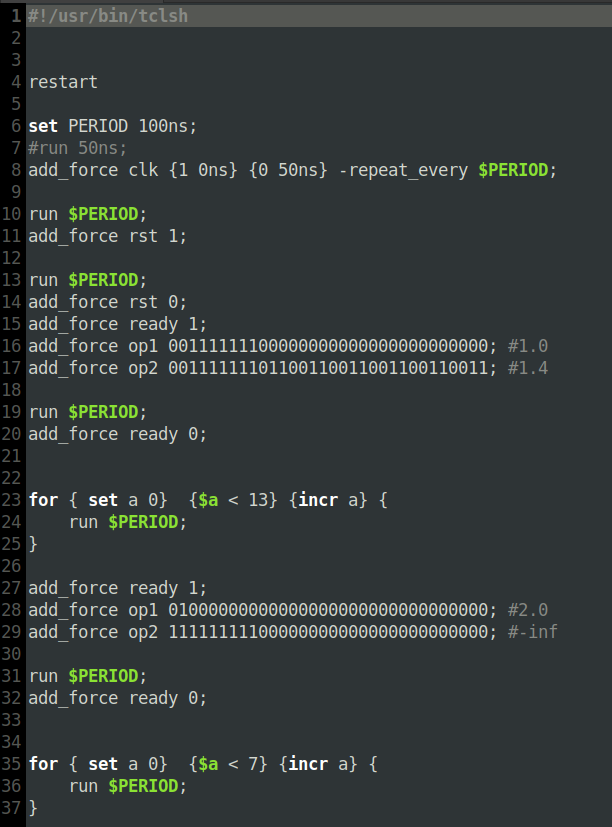 1 #!/usr/bin/tclsh
2
3
4 restart
5
6 set PERIOD 100ns;
7 #run 50ns;
8 add_force clk {1 0ns} {0 50ns} -repeat_every $PERIOD;
9
10 run $PERIOD;
11 add_force rst 1;
12
13 run $PERIOD;
14 add_force rst 0;
15 add_force ready 1;
16 add_force op1 00111111100000000000000000000000; #1.0
17 add_force op2 00111111101100110011001100110011; #1.4
18
19 run $PERIOD;
20 add_force ready 0;
21
22
23 for { set a 0}  {$a < 13} {incr a} {
24     run $PERIOD;
25 }
26
27 add_force ready 1;
28 add_force op1 01000000000000000000000000000000; #2.0
29 add_force op2 11111111100000000000000000000000; #-inf
30
31 run $PERIOD;
32 add_force ready 0;
33
34
35 for { set a 0}  {$a < 7} {incr a} {
36     run $PERIOD;
37 }